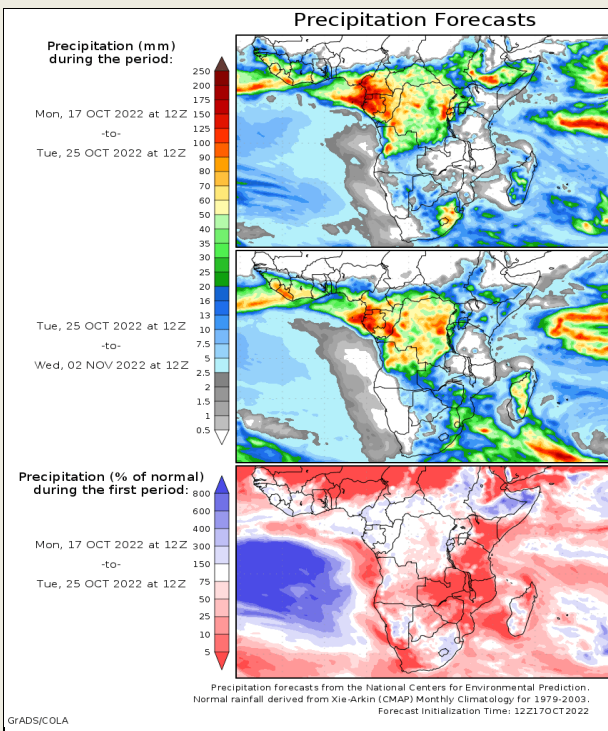 Precipitation Forecasts
Precipitation (mm)
during the period:
Mon, 17 OCT 2022 at 12Z
-to-
Tue, 25 OCT 2022 at 12Z
250
200
175
150
125
100
90
80
70
60
50
40
35
30
25
20
16
13
10
7.5
5
2.5
2
1.5
1
0.5
Tue, 25 OCT 2022 at 12Z
-to-
Wed, 02 NOV 2022 at 12Z
Precipitation (% of normal)
during the first period:
Mon, 17 OCT 2022 at 12Z
-to-
Tue, 25 OCT 2022 at 12Z
800
600
400
300
150
75
50
25
10
5
Precipitation forecasts from the National Centers for Environmental Prediction.
Normal rainfall derived from Xie-Arkin (CMAP) Monthly Climatology for 1979-2003.
Forecast Initialization Time: 12Z17OCT2022
GrADS/COLA